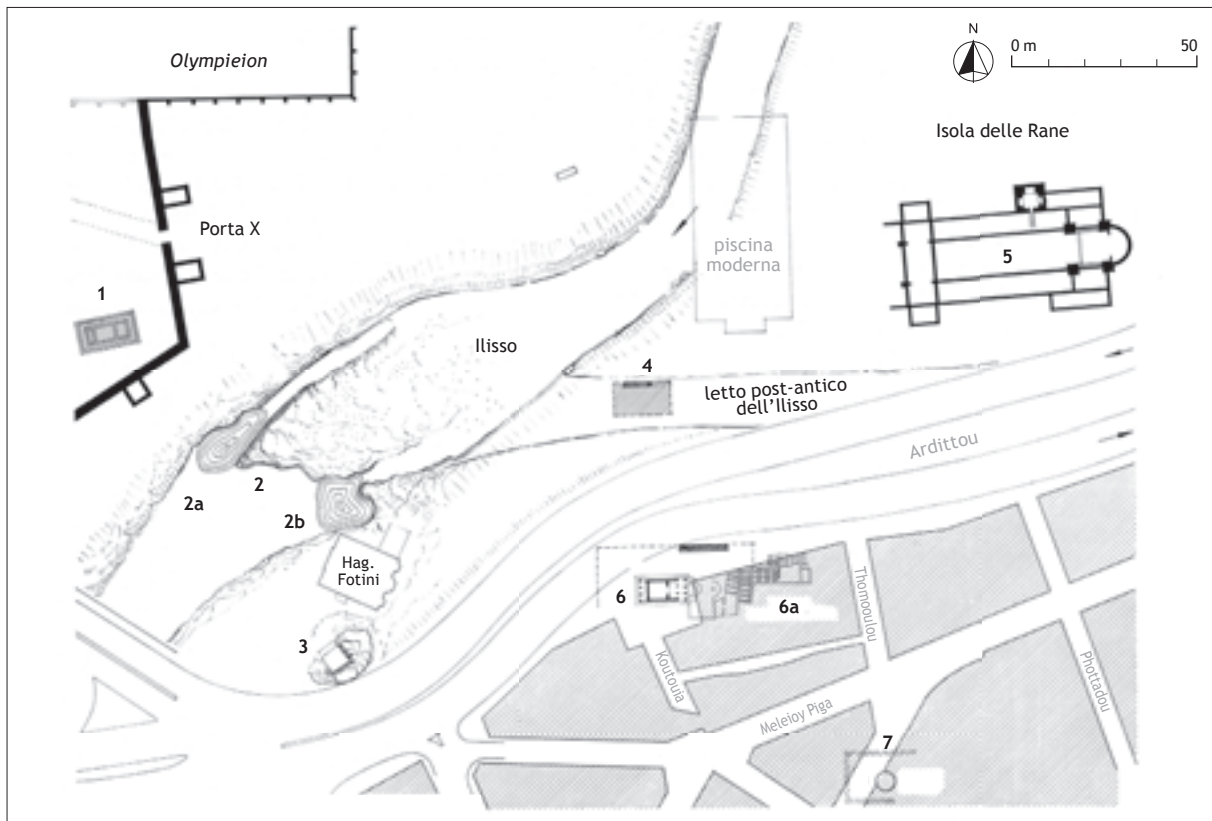 Olympieion
N
0 m 50
Isola delle Rane
Porta X
piscina
moderna
1
5
Ilisso
4
letto post-antico
dell’Ilisso
Ardittou
2
2a
2b
Hag.
Fotini
6
6a
Thomooulou
3
Koutouia
Phottadou
Meleioy Piga
7